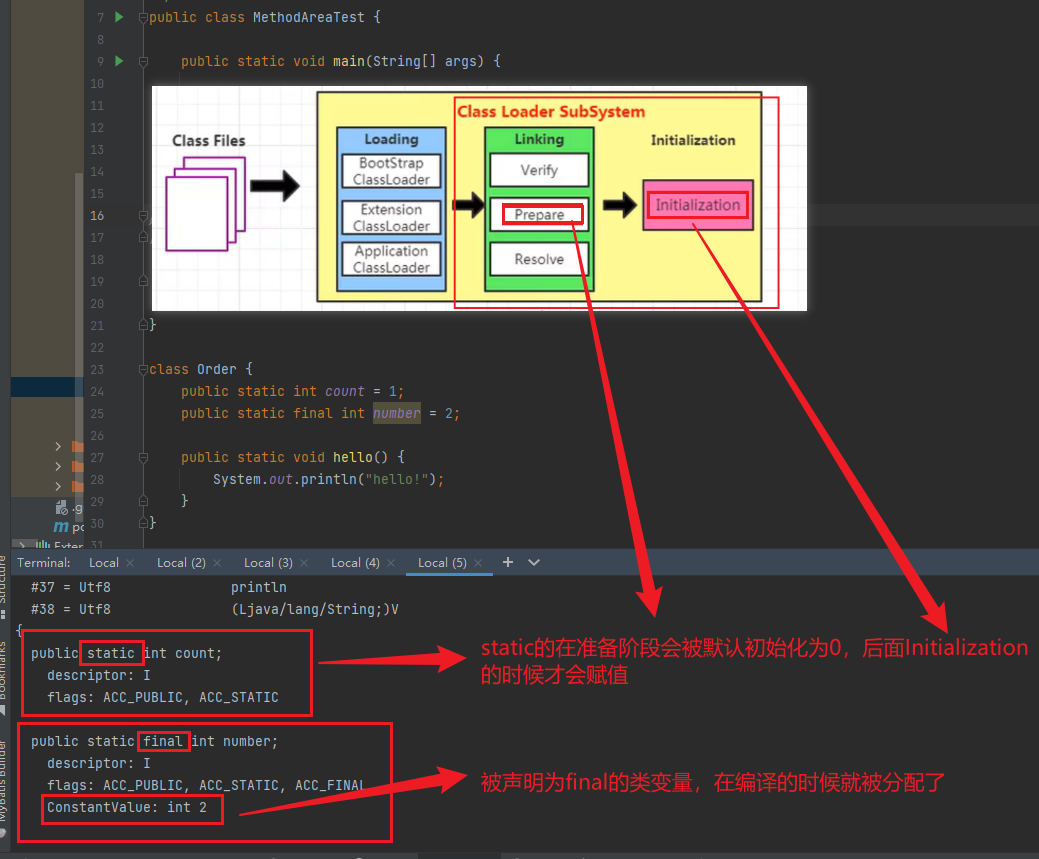 7 public class MethodAreaTest {
8
9 public static void main(String[] args) {
10
11
12
13
14
15
16
17
18
19
20
21 }
22
23 class Order {
24 public static int count = 1;
25 public static final int number = 2;
26
27 public static void hello() {
28 System.out.println("hello!");
29 }
30 }
31
Class Loader SubSystem
Class Files
Loading
BootStrap
ClassLoader
Extension
ClassLoader
Application
ClassLoader
Linking
Verify
Prepare
Resolve
Initialization
Initialization
Terminal: Local × Local (2) × Local (3) × Local (4) × Local (5) × +
#37 = Utf8 println
#38 = Utf8 (Ljava/lang/String;)V
{
public static int count;
descriptor: I
flags: ACC_PUBLIC, ACC_STATIC
static的在准备阶段会被默认初始化为0，后面Initialization
的时候才会赋值
public static final int number;
descriptor: I
flags: ACC_PUBLIC, ACC_STATIC, ACC_FINAL
ConstantValue: int 2
被声明为final的类变量，在编译的时候就被分配了
MyBatis Builder